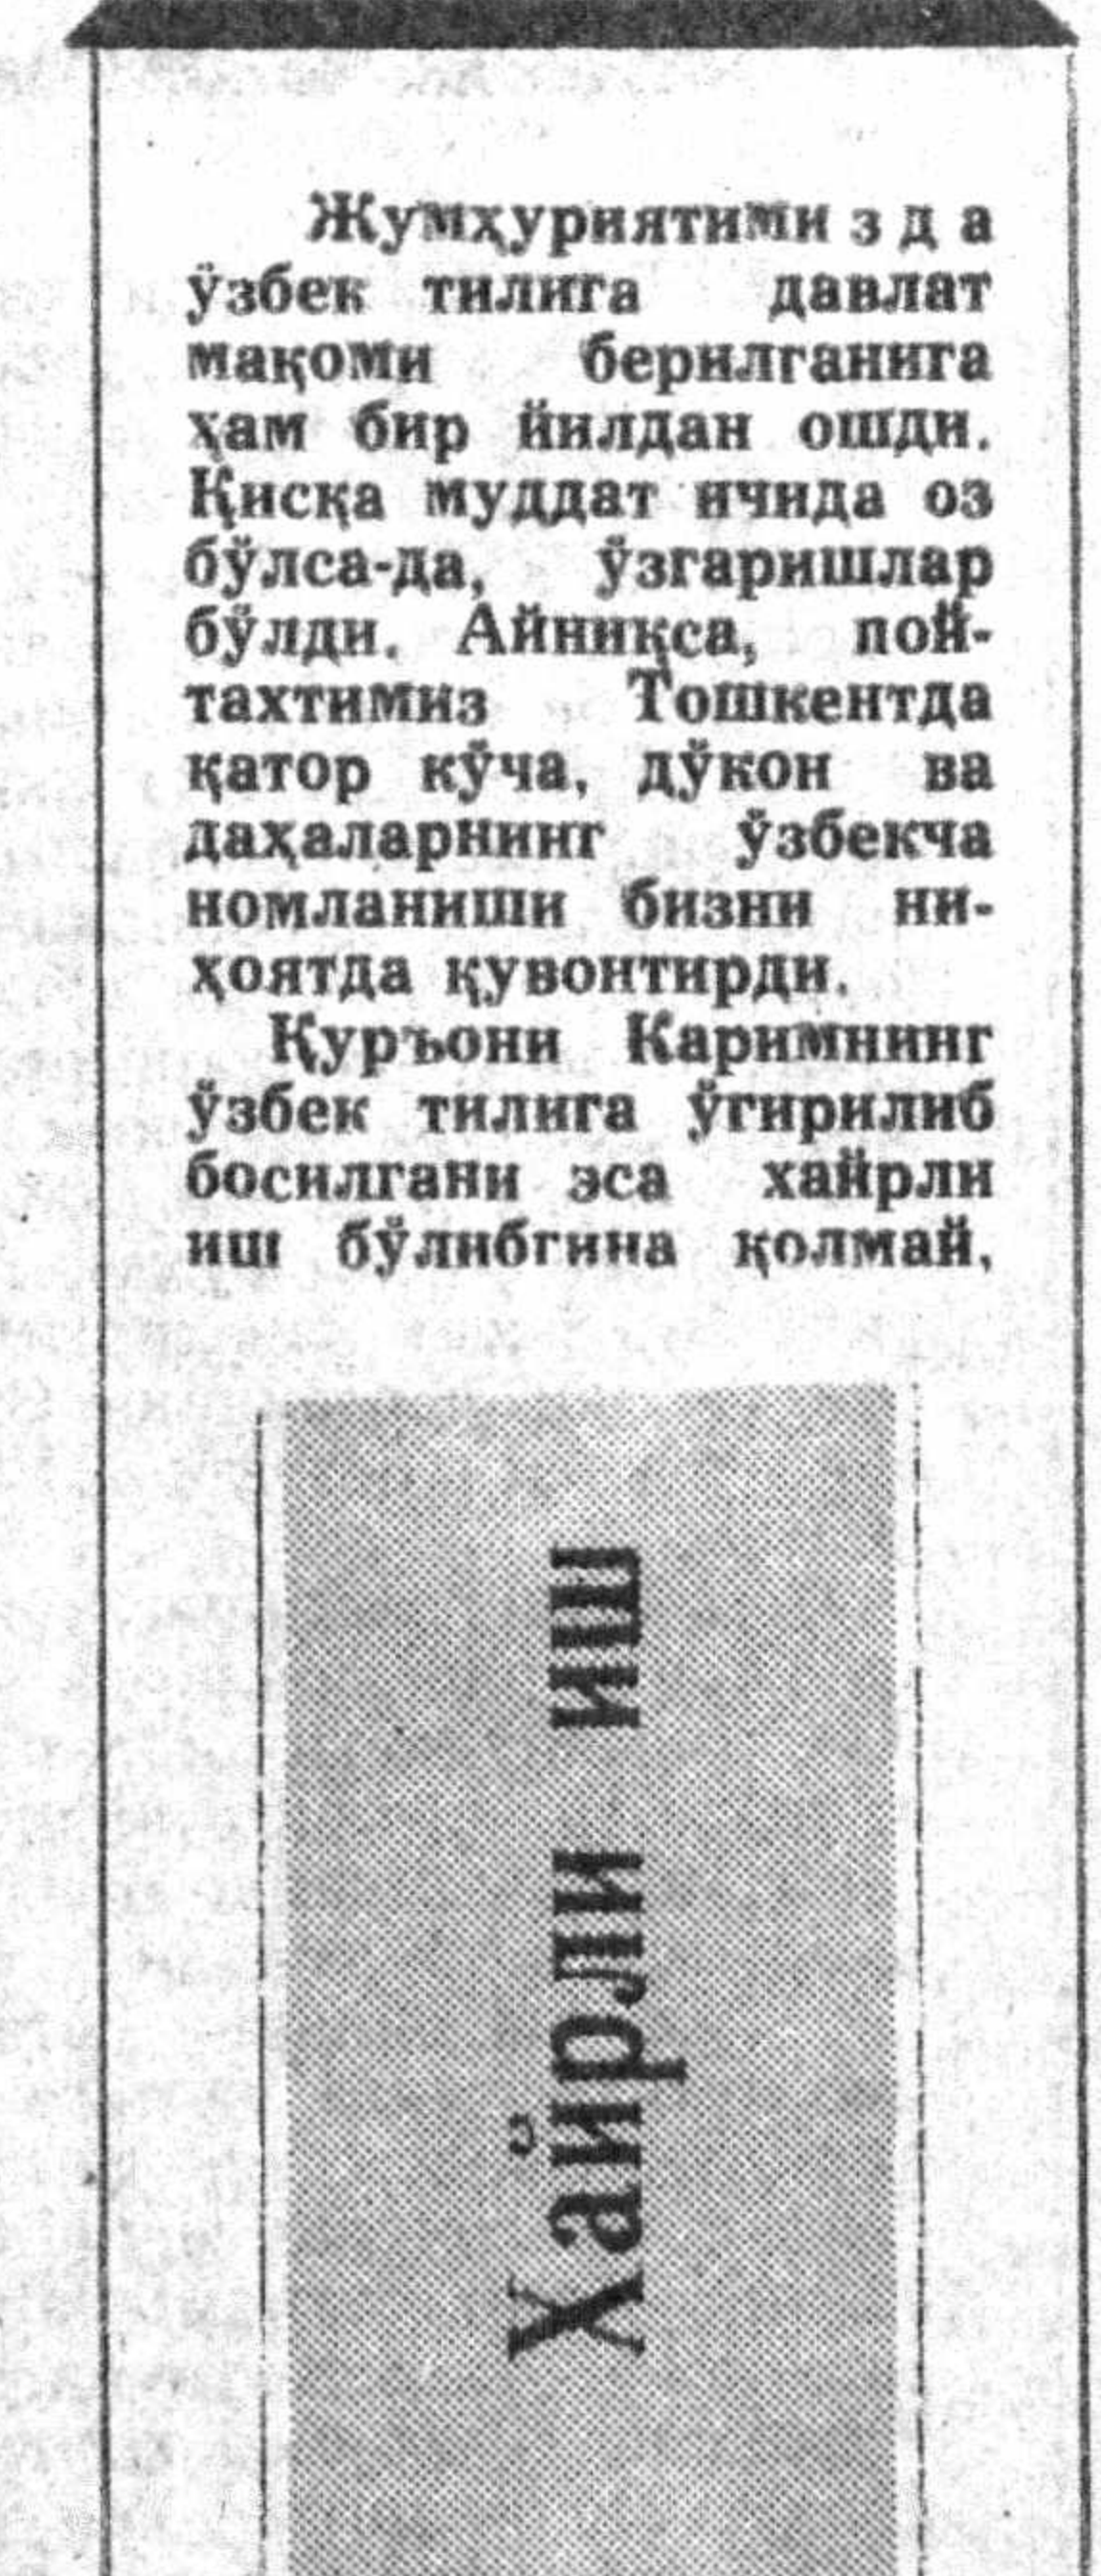 Жумҳуриятимизда
ўзбек тилига давлат
мақоми берилганига
ҳам бир йилдан ошди.
Қисқа муддат ичида оз
бўлса-да, ўзгаришлар
бўлди. Айниқса, пой-
тахтимиз Тошкентда
қатор кўча, дўкон ва
даҳаларнинг ўзбекча
номланиши бизни ни-
ҳоятда қувонтирди.
Қуръони Каримнинг
ўзбек тилига ўгирилиб
босилгани эса хайрли
иш бўлибгина қолмай,
Хайрли иш